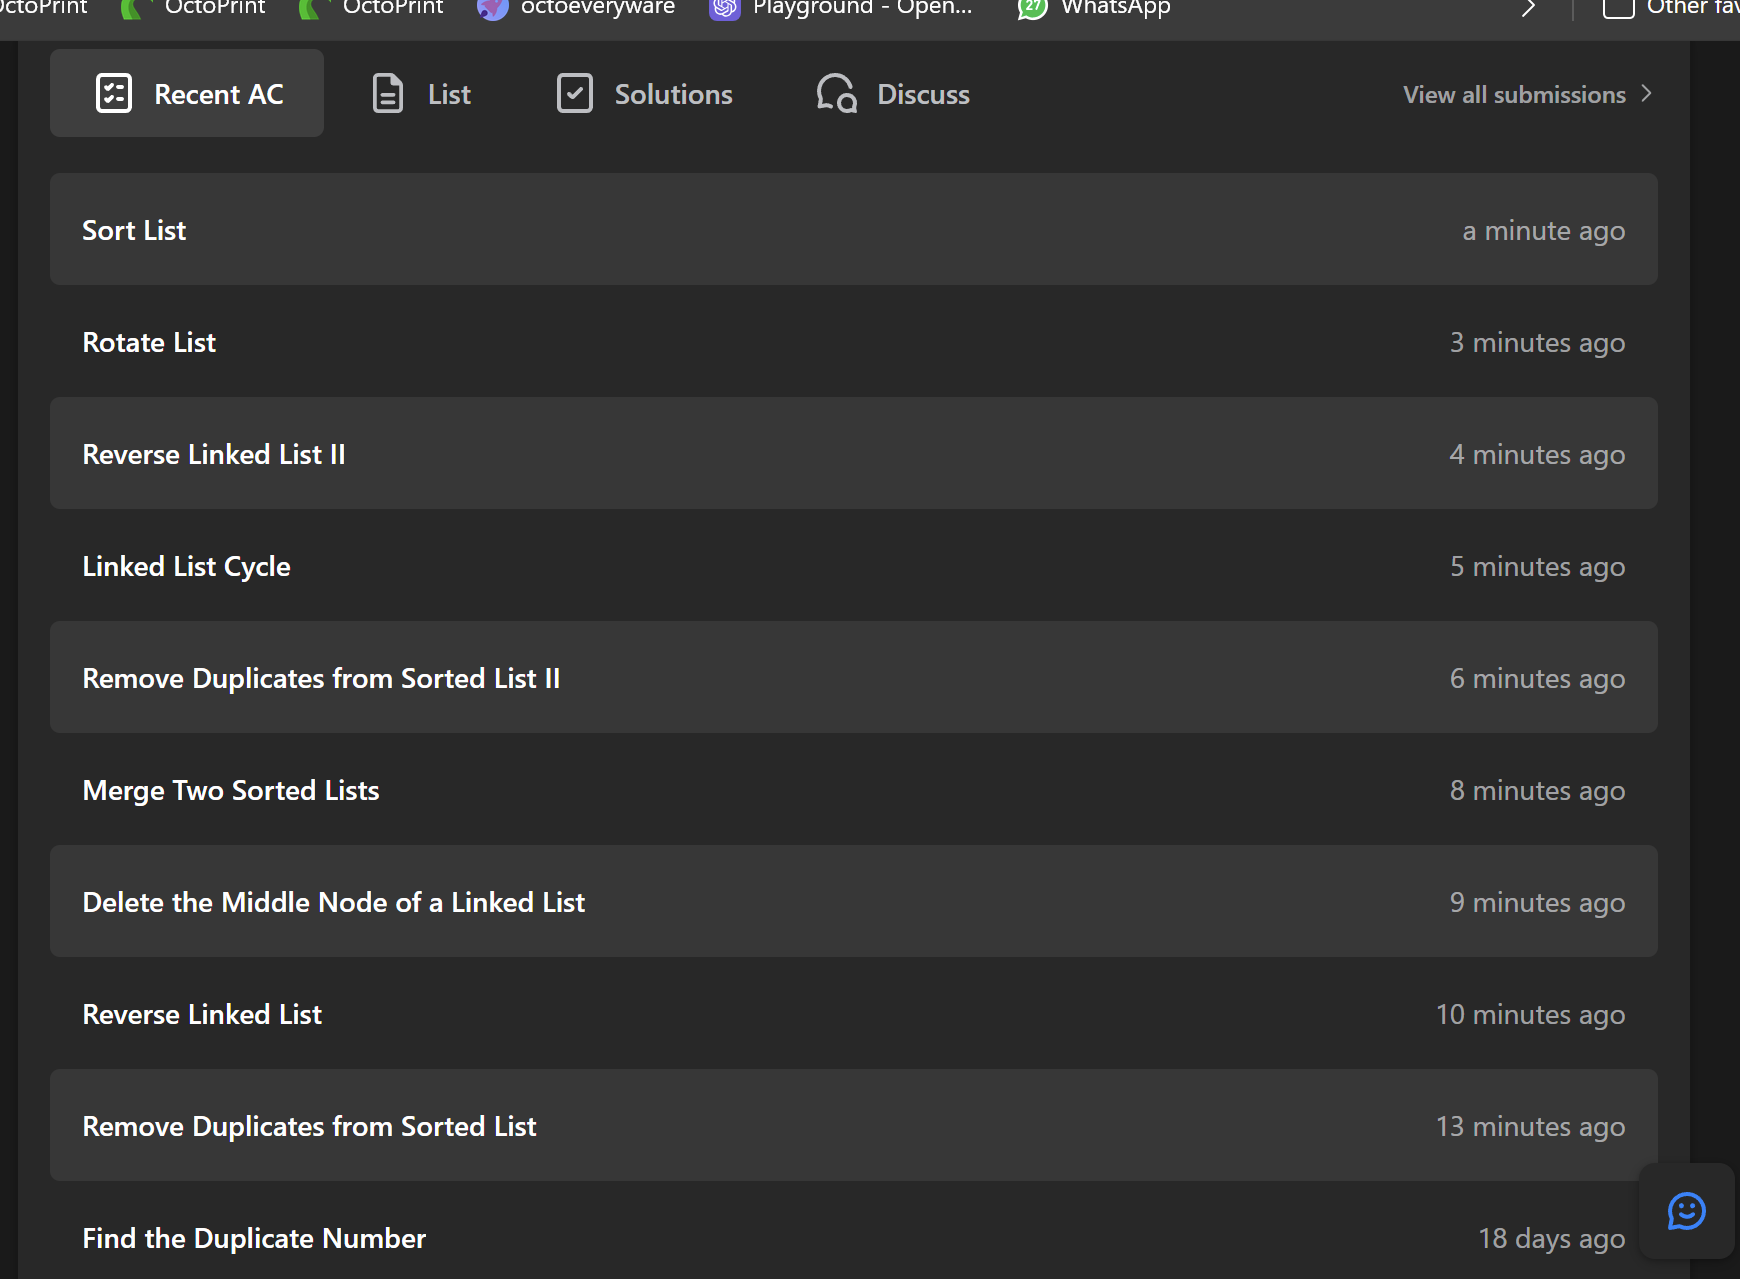 OctoPrint OctoPrint OctoPrint octoeveryware Playground - Open... 27 WhatsApp Other fav
Recent AC List Solutions Discuss View all submissions
Sort List a minute ago
Rotate List 3 minutes ago
Reverse Linked List II 4 minutes ago
Linked List Cycle 5 minutes ago
Remove Duplicates from Sorted List II 6 minutes ago
Merge Two Sorted Lists 8 minutes ago
Delete the Middle Node of a Linked List 9 minutes ago
Reverse Linked List 10 minutes ago
Remove Duplicates from Sorted List 13 minutes ago
Find the Duplicate Number 18 days ago